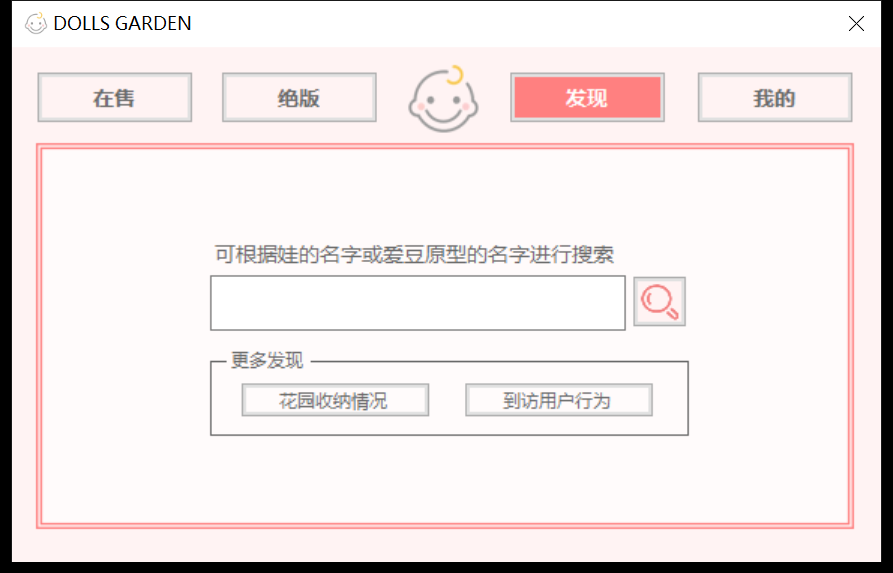 DOLLS GARDEN
在售
绝版
发现
我的
可根据娃的名字或爱豆原型的名字进行搜索
更多发现
花园收纳情况
到访用户行为